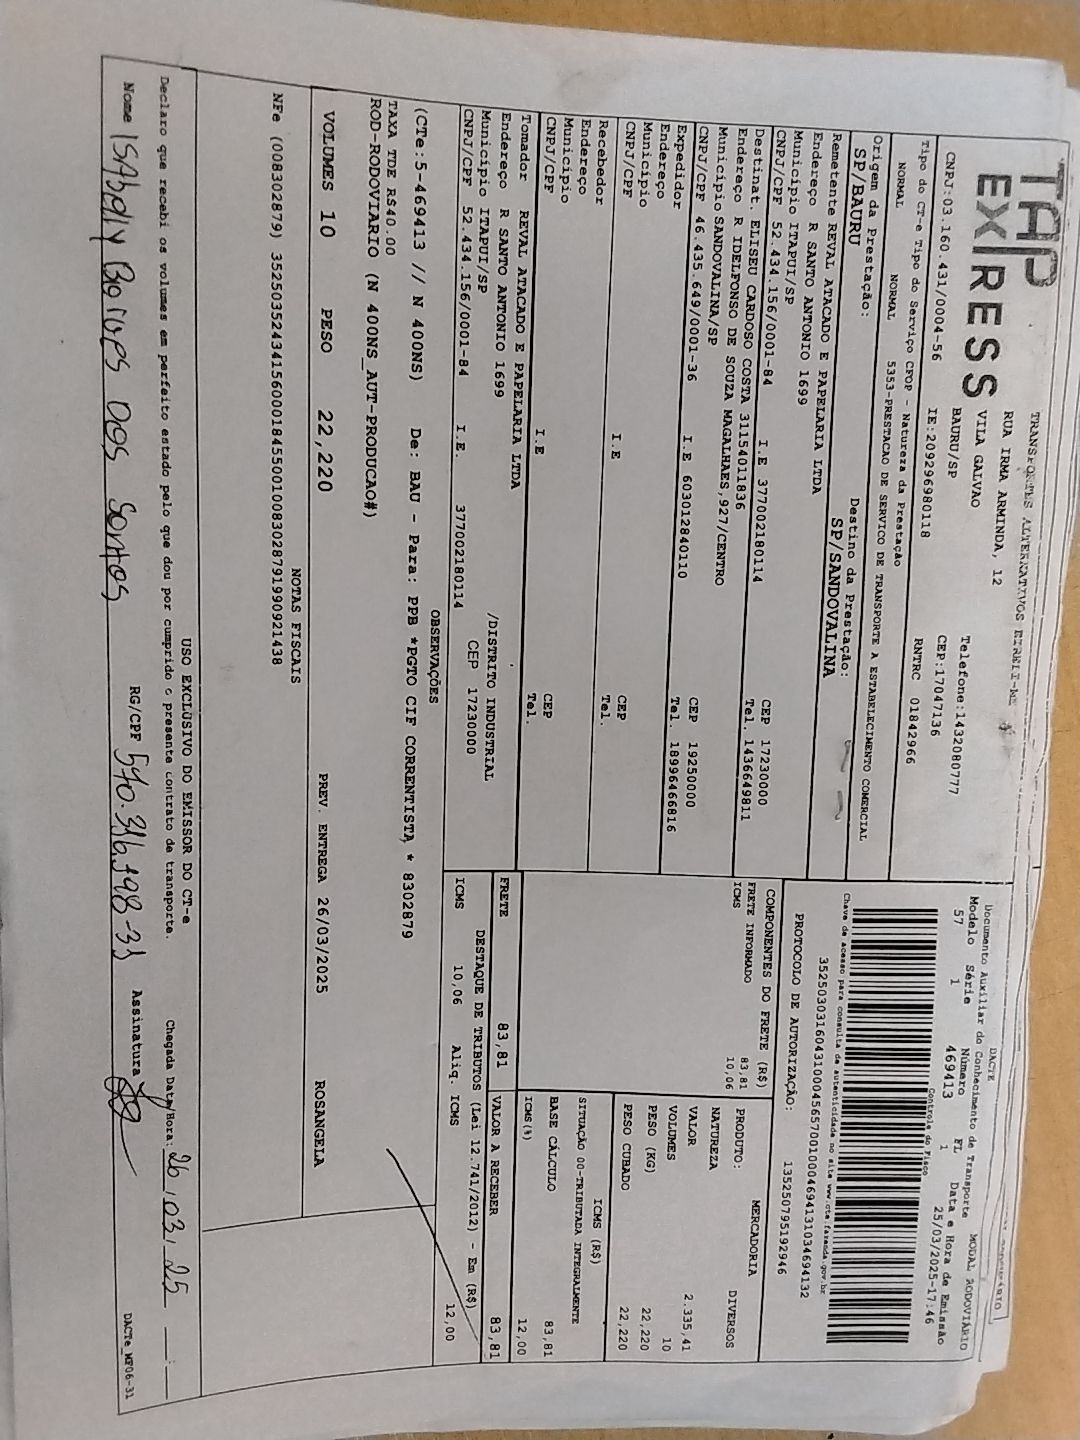 TAP
EXPRESS
TRANSPORTES ALTERNATIVOS EIRELI-ME
RUA IRMA ARMINDA, 12
VILA GALVAO
BAURU/SP
Telefone:1432080777
CEP:17047136
CNPJ:03.160.431/0004-56 IE:209296980118 RNTRC 01842966
Tipo do CT-e Tipo do Serviço CFOP - Natureza da Prestação
NORMAL NORMAL 5353-PRESTACAO DE SERVICO DE TRANSPORTE A ESTABELECIMENTO COMERCIAL
Origem da Prestação: Destino da Prestação:
SP/BAURU SP/SANDOVALINA
DACTE
Documento Auxiliar do Conhecimento de Transporte MODAL RODOVIÁRIO
Modelo Série Número FL Data e Hora de Emissão
57 1 469413 1 25/03/2025-17:46
Controle do Fisco
Chave de acesso para consulta de autenticidade no site www.cte.fazenda.gov.br
35250303160431000456570010004694131034694132
PROTOCOLO DE AUTORIZAÇÃO: 135250795192946
Remetente REVAL ATACADO E PAPELARIA LTDA
Endereço R SANTO ANTONIO 1699
Município ITAPUI/SP CEP 17230000
CNPJ/CPF 52.434.156/0001-84 I.E 377002180114 Tel. 1436649811
Destinat. ELISEU CARDOSO COSTA 31154011836
Endereço R IDELFONSO DE SOUZA MAGALHAES,927/CENTRO
Município SANDOVALINA/SP CEP 19250000
CNPJ/CPF 46.435.649/0001-36 I.E 603012840110 Tel. 18996466816
Expedidor
Endereço
Município CEP
CNPJ/CPF I.E Tel.
Recebedor
Endereço
Município CEP
CNPJ/CPF I.E Tel.
Tomador REVAL ATACADO E PAPELARIA LTDA
Endereço R SANTO ANTONIO 1699 /DISTRITO INDUSTRIAL
Município ITAPUI/SP CEP 17230000
CNPJ/CPF 52.434.156/0001-84 I.E. 377002180114
COMPONENTES DO FRETE (R$)
FRETE INFORMADO 83,81
ICMS 10,06
FRETE 83,81
PRODUTO: MERCADORIA
NATUREZA DIVERSOS
VALOR 2.335,41
VOLUMES 10
PESO (KG) 22,220
PESO CUBADO 22,220
ICMS (R$)
SITUAÇÃO 00-TRIBUTADA INTEGRALMENTE
BASE CÁLCULO 83,81
ICMS(%) 12,00
VALOR A RECEBER 83,81
DESTAQUE DE TRIBUTOS (Lei 12.741/2012) - Em (R$)
ICMS 10,06 Aliq. ICMS 12,00
OBSERVAÇÕES
(CTe:5-469413 // N 400NS) De: BAU - Para: PPB *PGTO CIF CORRENTISTA * 8302879
TAXA TDE R$40.00
ROD-RODOVIARIO (N 400NS_AUT-PRODUCAO#)
VOLUMES 10 PESO 22,220 PREV. ENTREGA 26/03/2025 ROSANGELA
NOTAS FISCAIS
NFe (008302879) 35250352434156000184550010083028791990921438
USO EXCLUSIVO DO EMISSOR DO CT-e
Declaro que recebi os volumes em perfeito estado pelo que dou por cumprido o presente contrato de transporte. Chegada Data/Hora: 26/03/25 :
Nome RG/CPF Assinatura
dos Santos
DACTe_MF06-31